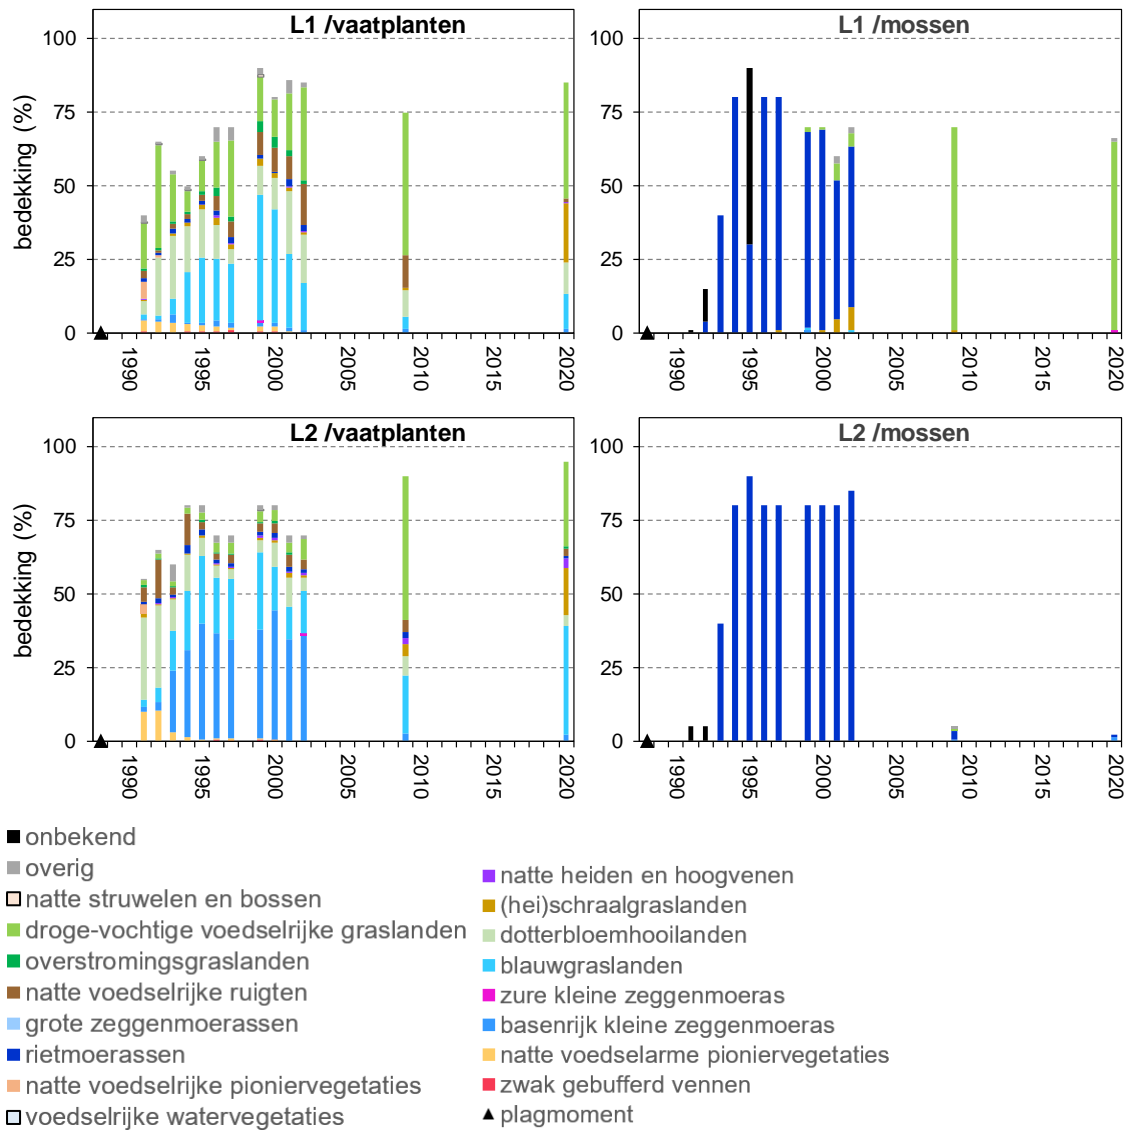 L1 /vaatplanten
bedekking (%)
100
75
50
25
0
1990
1995
2000
2005
2010
2015
2020
L1 /mossen
100
75
50
25
0
1990
1995
2000
2005
2010
2015
2020
L2 /vaatplanten
bedekking (%)
100
75
50
25
0
1990
1995
2000
2005
2010
2015
2020
L2 /mossen
100
75
50
25
0
1990
1995
2000
2005
2010
2015
2020
onbekend
overig
natte struwelen en bossen
droge-vochtige voedselrijke graslanden
overstromingsgraslanden
natte voedselrijke ruigten
grote zeggenmoerassen
rietmoerassen
natte voedselrijke pioniervegetaties
voedselrijke watervegetaties
natte heiden en hoogvenen
(hei)schraalgraslanden
dotterbloemhooilanden
blauwgraslanden
zure kleine zeggenmoeras
basenrijk kleine zeggenmoeras
natte voedselarme pioniervegetaties
zwak gebufferd vennen
plagmoment